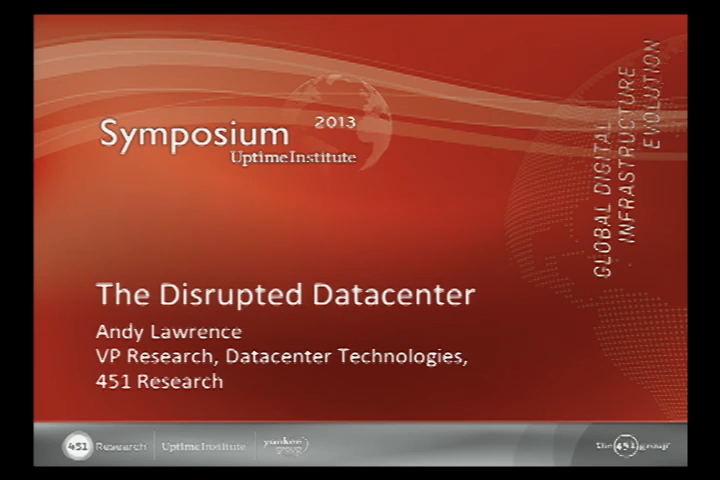 Symposium 2013
UptimeInstitute
GLOBAL DIGITAL
INFRASTRUCTURE
EVOLUTION
The Disrupted Datacenter
Andy Lawrence
VP Research, Datacenter Technologies,
451 Research
451 Research
UptimeInstitute
yankee
group
the 451 group